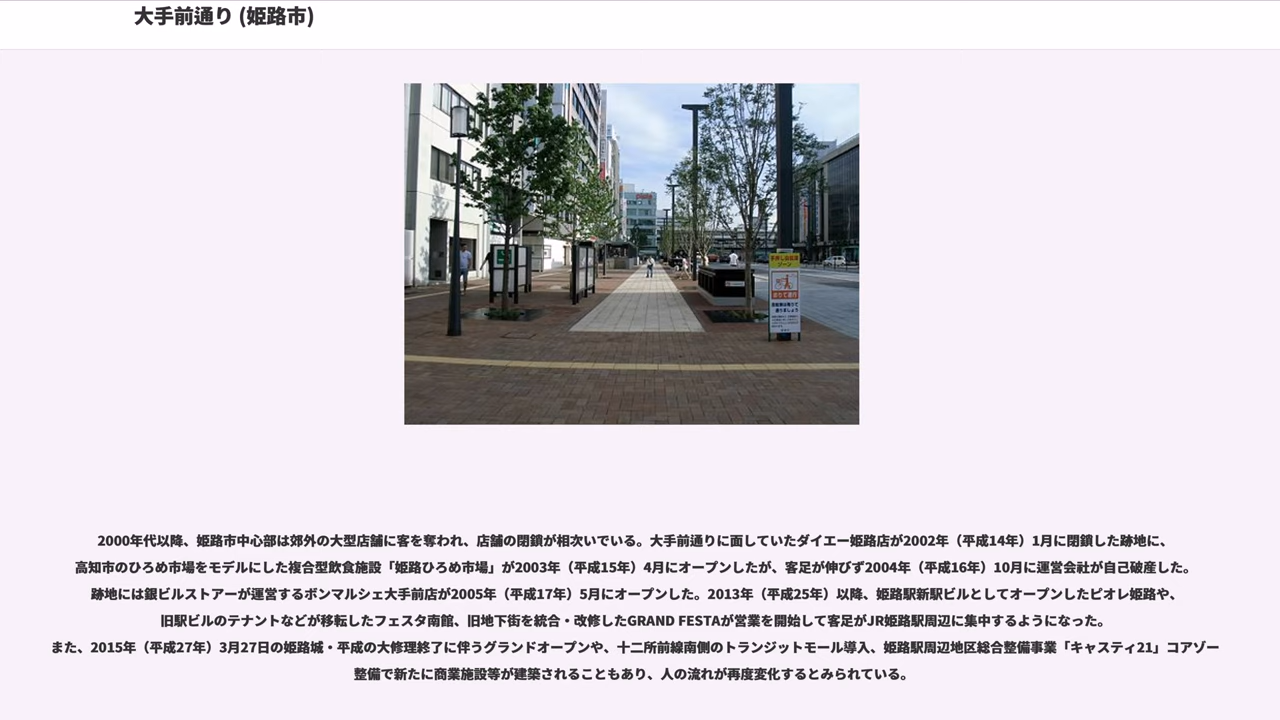 大手前通り (姫路市)
手押し自転車
ゾーン
おりて通行
2000年代以降、姫路市中心部は郊外の大型店舗に客を奪われ、店舗の閉鎖が相次いでいる。大手前通りに面していたダイエー姫路店が2002年（平成14年）1月に閉鎖した跡地に、
高知市のひろめ市場をモデルにした複合型飲食施設「姫路ひろめ市場」が2003年（平成15年）4月にオープンしたが、客足が伸びず2004年（平成16年）10月に運営会社が自己破産した。
跡地には銀ビルストアーが運営するボンマルシェ大手前店が2005年（平成17年）5月にオープンした。2013年（平成25年）以降、姫路駅新駅ビルとしてオープンしたピオレ姫路や、
旧駅ビルのテナントなどが移転したフェスタ南館、旧地下街を統合・改修したGRAND FESTAが営業を開始して客足がJR姫路駅周辺に集中するようになった。
また、2015年（平成27年）3月27日の姫路城・平成の大修理終了に伴うグランドオープンや、十二所前線南側のトランジットモール導入、姫路駅周辺地区総合整備事業「キャスティ21」コアゾー
整備で新たに商業施設等が建築されることもあり、人の流れが再度変化するとみられている。